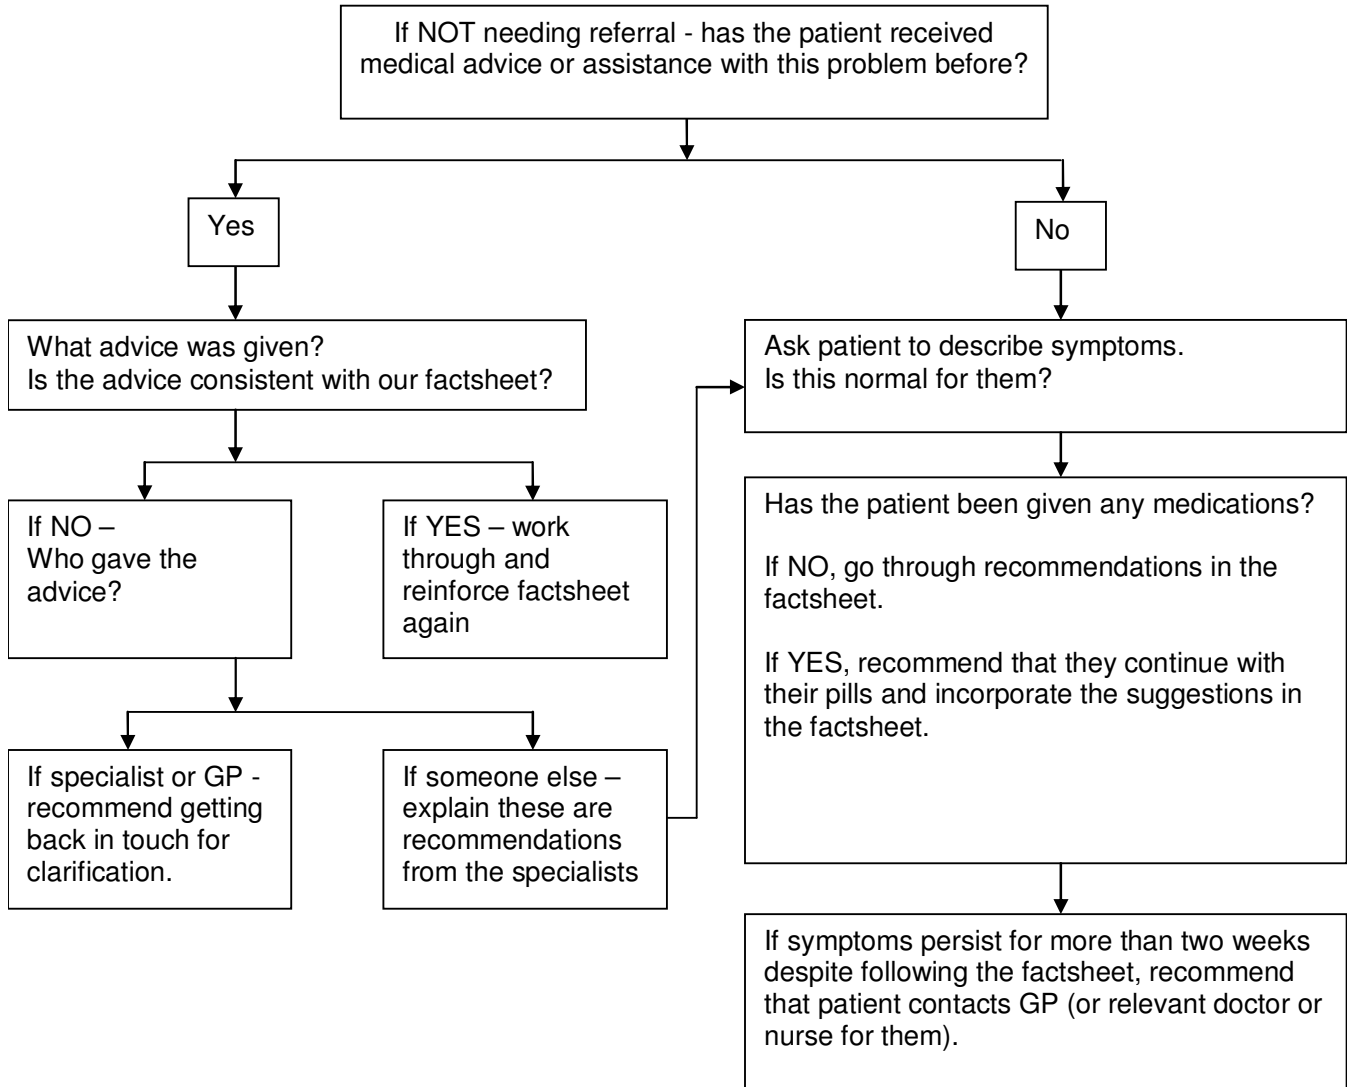 If NOT needing referral - has the patient received
medical advice or assistance with this problem before?
Yes
No
What advice was given?
Is the advice consistent with our factsheet?
Ask patient to describe symptoms.
Is this normal for them?
If NO –
Who gave the
advice?
If YES – work
through and
reinforce factsheet
again
Has the patient been given any medications?
If NO, go through recommendations in the
factsheet.
If YES, recommend that they continue with
their pills and incorporate the suggestions in
the factsheet.
If specialist or GP -
recommend getting
back in touch for
clarification.
If someone else –
explain these are
recommendations
from the specialists
If symptoms persist for more than two weeks
despite following the factsheet, recommend
that patient contacts GP (or relevant doctor or
nurse for them).